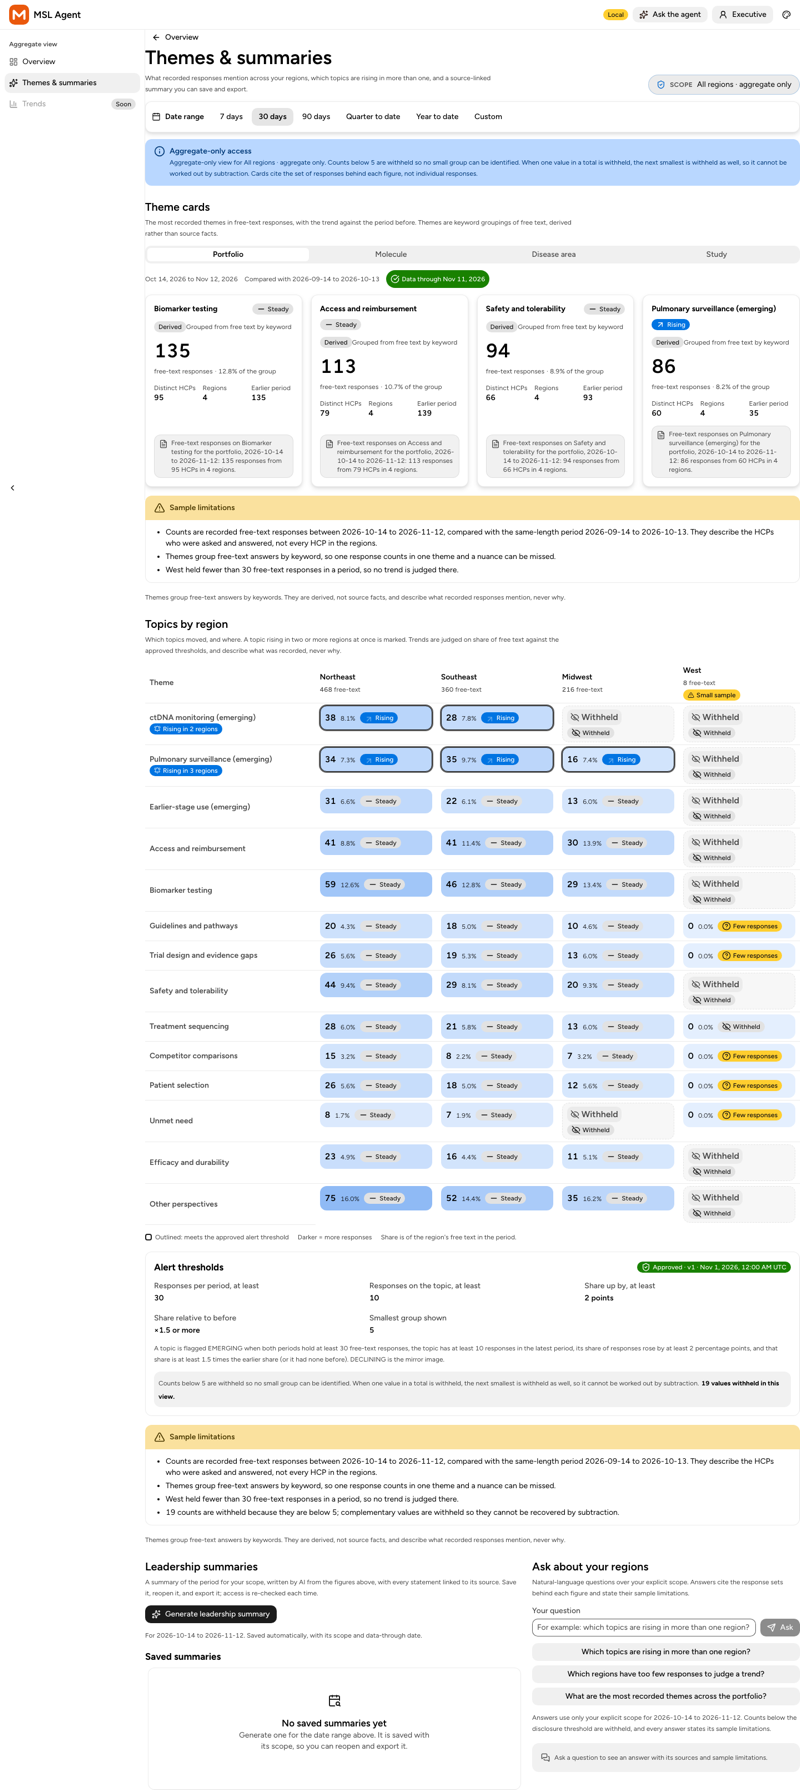 MSL Agent
Local
Ask the agent
Executive
Aggregate view
Overview
Themes & summaries
Trends
Soon
Overview
Themes & summaries
What recorded responses mention across your regions, which topics are rising in more than one, and a source-linked
summary you can save and export.
SCOPE All regions · aggregate only
Date range
7 days
30 days
90 days
Quarter to date
Year to date
Custom
Aggregate-only access
Aggregate-only view for All regions · aggregate only. Counts below 5 are withheld so no small group can be identified. When one value in a total is withheld, the next smallest is withheld as well, so it cannot be
worked out by subtraction. Cards cite the set of responses behind each figure, not individual responses.
Theme cards
The most recorded themes in free-text responses, with the trend against the period before. Themes are keyword groupings of free text, derived
rather than source facts.
Portfolio
Molecule
Disease area
Study
Oct 14, 2026 to Nov 12, 2026
Compared with 2026-09-14 to 2026-10-13
Data through Nov 11, 2026
Biomarker testing
Steady
Derived Grouped from free text by keyword
135
free-text responses · 12.8% of the group
Distinct HCPs
95
Regions
4
Earlier period
135
Free-text responses on Biomarker
testing for the portfolio, 2026-10-14
to 2026-11-12: 135 responses from
95 HCPs in 4 regions.
Access and reimbursement
Steady
Derived Grouped from free text by keyword
113
free-text responses · 10.7% of the group
Distinct HCPs
79
Regions
4
Earlier period
139
Free-text responses on Access and
reimbursement for the portfolio, 2026-10-
14 to 2026-11-12: 113 responses
from 79 HCPs in 4 regions.
Safety and tolerability
Steady
Derived Grouped from free text by keyword
94
free-text responses · 8.9% of the group
Distinct HCPs
66
Regions
4
Earlier period
93
Free-text responses on Safety and
tolerability for the portfolio, 2026-10-
14 to 2026-11-12: 94 responses from
66 HCPs in 4 regions.
Pulmonary surveillance (emerging)
Rising
Derived Grouped from free text by keyword
86
free-text responses · 8.2% of the group
Distinct HCPs
60
Regions
4
Earlier period
35
Free-text responses on Pulmonary
surveillance (emerging) for the
portfolio, 2026-10-14 to 2026-11-
12: 86 responses from 60 HCPs in 4
regions.
Sample limitations
• Counts are recorded free-text responses between 2026-10-14 to 2026-11-12, compared with the same-length period 2026-09-14 to 2026-10-13. They describe the HCPs
who were asked and answered, not every HCP in the regions.
• Themes group free-text answers by keyword, so one response counts in one theme and a nuance can be missed.
• West held fewer than 30 free-text responses in a period, so no trend is judged there.
Themes group free-text answers by keywords. They are derived, not source facts, and describe what recorded responses mention, never why.
Topics by region
Which topics moved, and where. A topic rising in two or more regions at once is marked. Trends are judged on share of free text against the
approved thresholds, and describe what was recorded, never why.
Theme
Northeast
468 free-text
Southeast
360 free-text
Midwest
216 free-text
West
8 free-text
Small sample
ctDNA monitoring (emerging)
Rising in 2 regions
38 8.1% Rising
28 7.8% Rising
Withheld
Withheld
Withheld
Withheld
Pulmonary surveillance (emerging)
Rising in 3 regions
34 7.3% Rising
35 9.7% Rising
16 7.4% Rising
Withheld
Withheld
Earlier-stage use (emerging)
31 6.6% Steady
22 6.1% Steady
13 6.0% Steady
Withheld
Withheld
Access and reimbursement
41 8.8% Steady
41 11.4% Steady
30 13.9% Steady
Withheld
Withheld
Biomarker testing
59 12.6% Steady
46 12.8% Steady
29 13.4% Steady
Withheld
Withheld
Guidelines and pathways
20 4.3% Steady
18 5.0% Steady
10 4.6% Steady
0 0.0% Few responses
Trial design and evidence gaps
26 5.6% Steady
19 5.3% Steady
13 6.0% Steady
0 0.0% Few responses
Safety and tolerability
44 9.4% Steady
29 8.1% Steady
20 9.3% Steady
Withheld
Withheld
Treatment sequencing
28 6.0% Steady
21 5.8% Steady
13 6.0% Steady
0 0.0% Withheld
Competitor comparisons
15 3.2% Steady
8 2.2% Steady
7 3.2% Steady
0 0.0% Few responses
Patient selection
26 5.6% Steady
18 5.0% Steady
12 5.6% Steady
0 0.0% Few responses
Unmet need
8 1.7% Steady
7 1.9% Steady
Withheld
Withheld
0 0.0% Few responses
Efficacy and durability
23 4.9% Steady
16 4.4% Steady
11 5.1% Steady
Withheld
Withheld
Other perspectives
75 16.0% Steady
52 14.4% Steady
35 16.2% Steady
Withheld
Withheld
Outlined: meets the approved alert threshold
Darker = more responses
Share is of the region's free text in the period.
Alert thresholds
Approved · v1 · Nov 1, 2026, 12:00 AM UTC
Responses per period, at least
30
Responses on the topic, at least
10
Share up by, at least
2 points
Share relative to before
×1.5 or more
Smallest group shown
5
A topic is flagged EMERGING when both periods hold at least 30 free-text responses, the topic has at least 10 responses in the latest period, its share of responses rose by at least 2 percentage points, and that
share is at least 1.5 times the earlier share (or it had none before). DECLINING is the mirror image.
Counts below 5 are withheld so no small group can be identified. When one value in a total is withheld, the next smallest is withheld as well, so it cannot be worked out by subtraction. 19 values withheld in this
view.
Sample limitations
• Counts are recorded free-text responses between 2026-10-14 to 2026-11-12, compared with the same-length period 2026-09-14 to 2026-10-13. They describe the HCPs
who were asked and answered, not every HCP in the regions.
• Themes group free-text answers by keyword, so one response counts in one theme and a nuance can be missed.
• West held fewer than 30 free-text responses in a period, so no trend is judged there.
• 19 counts are withheld because they are below 5; complementary values are withheld so they cannot be recovered by subtraction.
Themes group free-text answers by keywords. They are derived, not source facts, and describe what recorded responses mention, never why.
Leadership summaries
A summary of the period for your scope, written by AI from the figures above, with every statement linked to its source. Save
it, reopen it, and export it; access is re-checked each time.
Generate leadership summary
For 2026-10-14 to 2026-11-12. Saved automatically, with its scope and data-through date.
Saved summaries
No saved summaries yet
Generate one for the date range above. It is saved with
its scope, so you can reopen and export it.
Ask about your regions
Natural-language questions over your explicit scope. Answers cite the response sets
behind each figure and state their sample limitations.
Your question
For example: which topics are rising in more than one region?
Ask
Which topics are rising in more than one region?
Which regions have too few responses to judge a trend?
What are the most recorded themes across the portfolio?
Answers use only your explicit scope for 2026-10-14 to 2026-11-12. Counts below the
disclosure threshold are withheld, and every answer states its sample limitations.
Ask a question to see an answer with its sources and sample limitations.